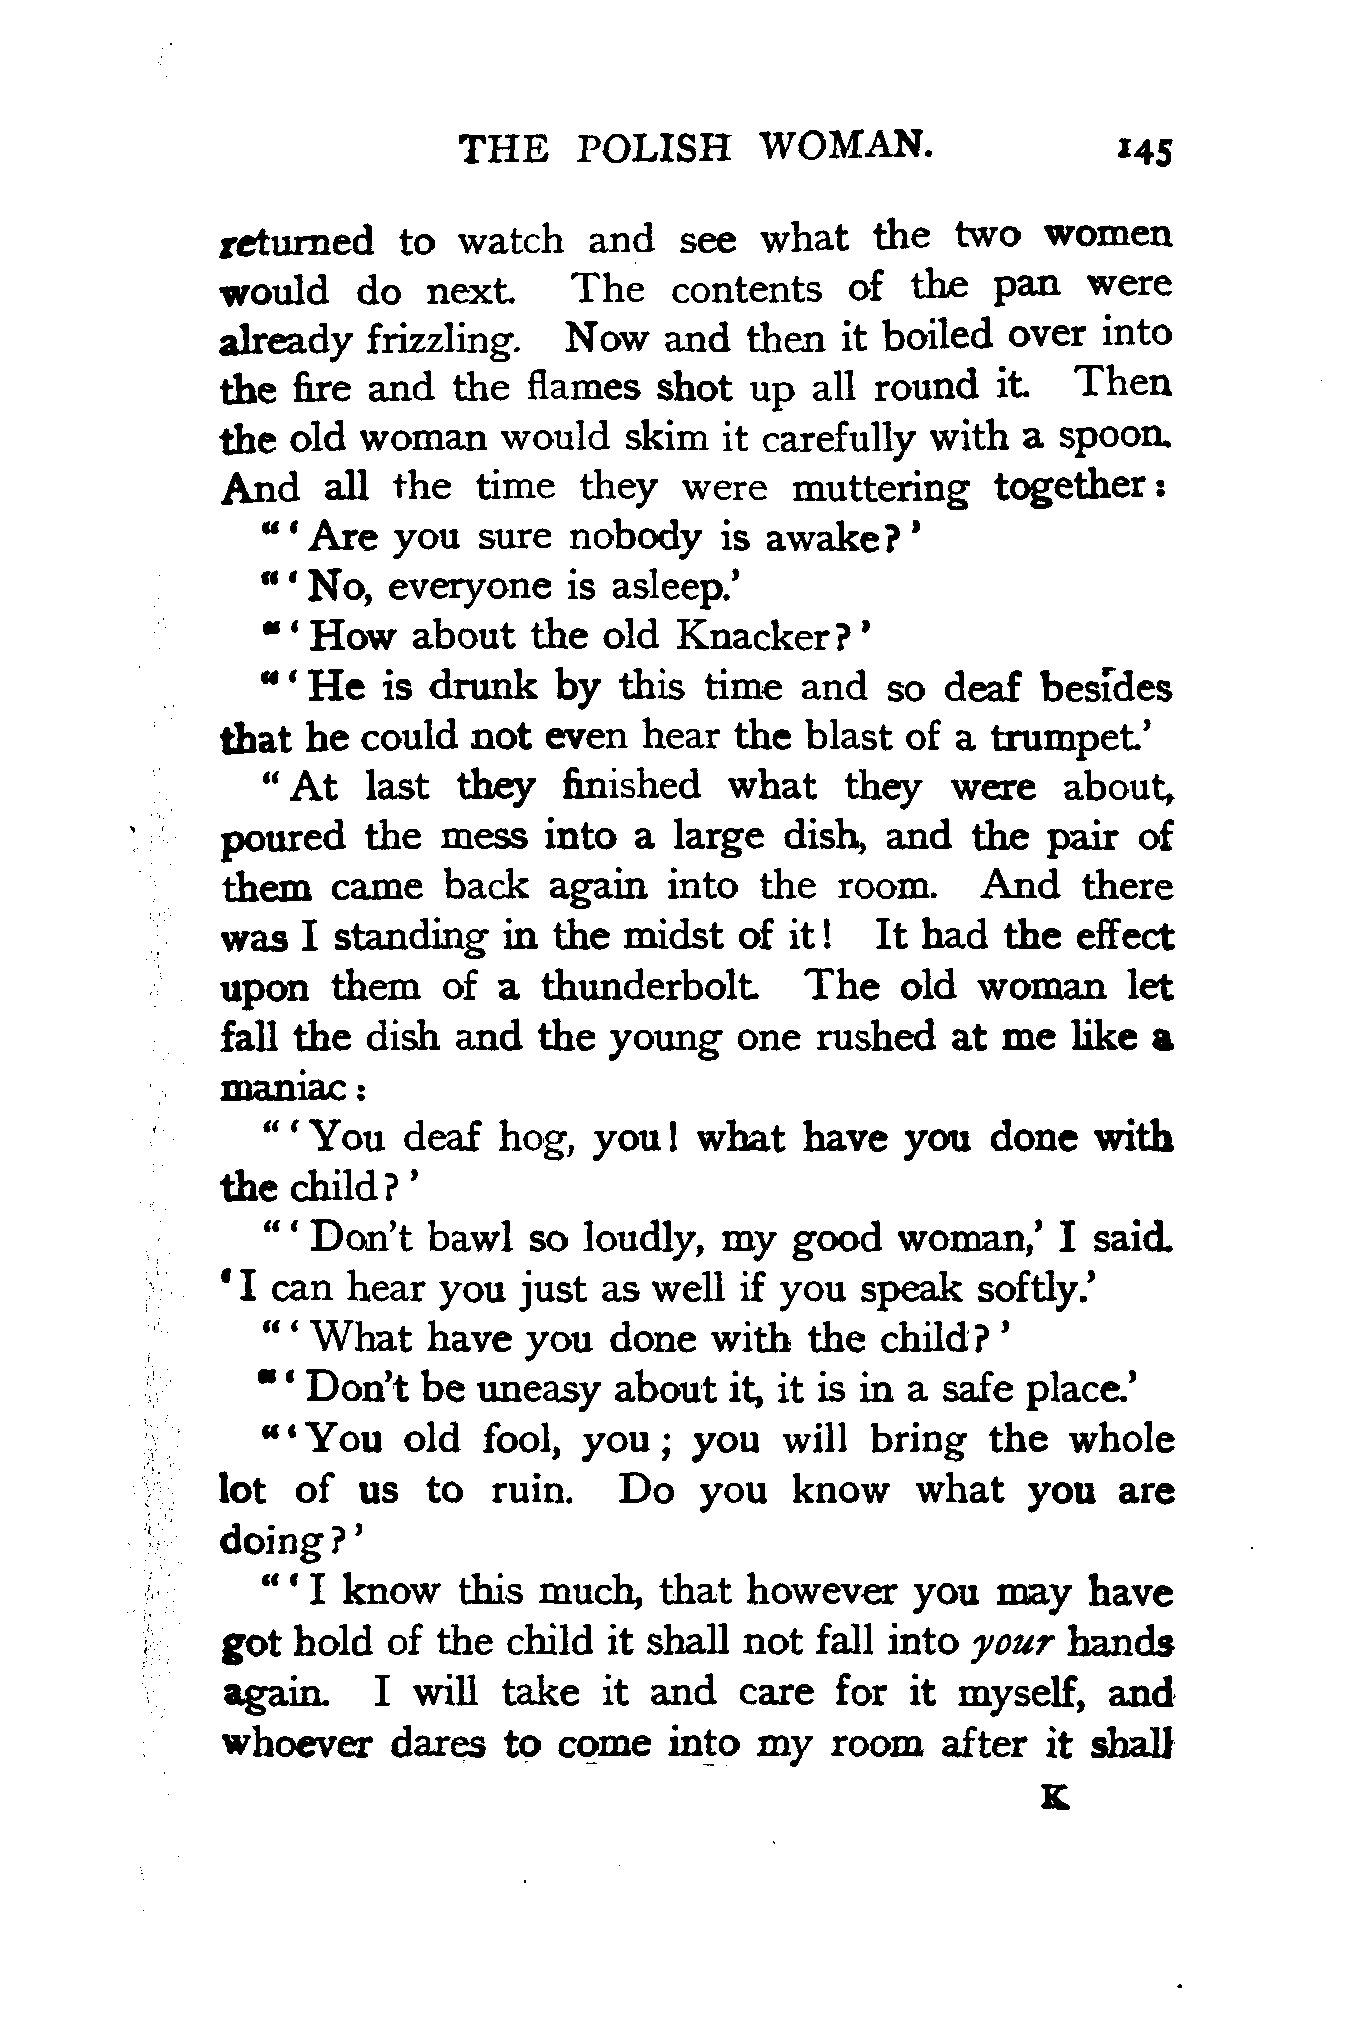 THE POLISH WOMAN. 145
returned to watch and see what the two women
would do next. The contents of the pan were
already frizzling. Now and then it boiled over into
the fire and the flames shot up all round it. Then
the old woman would skim it carefully with a spoon.
And all the time they were muttering together:
"'Are you sure nobody is awake?'
"'No, everyone is asleep.'
"'How about the old Knacker?'
"'He is drunk by this time and so deaf besides
that he could not even hear the blast of a trumpet.'
"At last they finished what they were about,
poured the mess into a large dish, and the pair of
them came back again into the room. And there
was I standing in the midst of it! It had the effect
upon them of a thunderbolt. The old woman let
fall the dish and the young one rushed at me like a
maniac:
"'You deaf hog, you! what have you done with
the child?'
"'Don't bawl so loudly, my good woman,' I said.
'I can hear you just as well if you speak softly.'
"'What have you done with the child?'
"'Don't be uneasy about it, it is in a safe place.'
"'You old fool, you; you will bring the whole
lot of us to ruin. Do you know what you are
doing?'
"'I know this much, that however you may have
got hold of the child it shall not fall into your hands
again. I will take it and care for it myself, and
whoever dares to come into my room after it shall
K